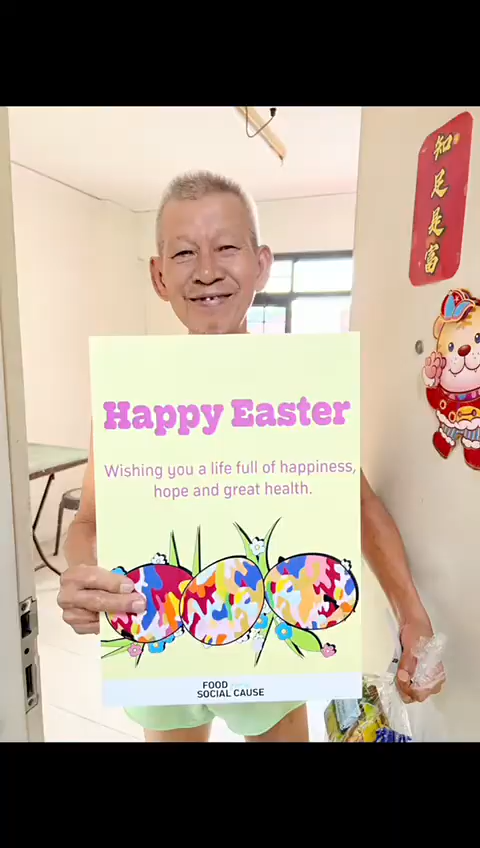 知足是富
Happy Easter
Wishing you a life full of happiness,
hope and great health.
FOOD
SOCIAL CAUSE